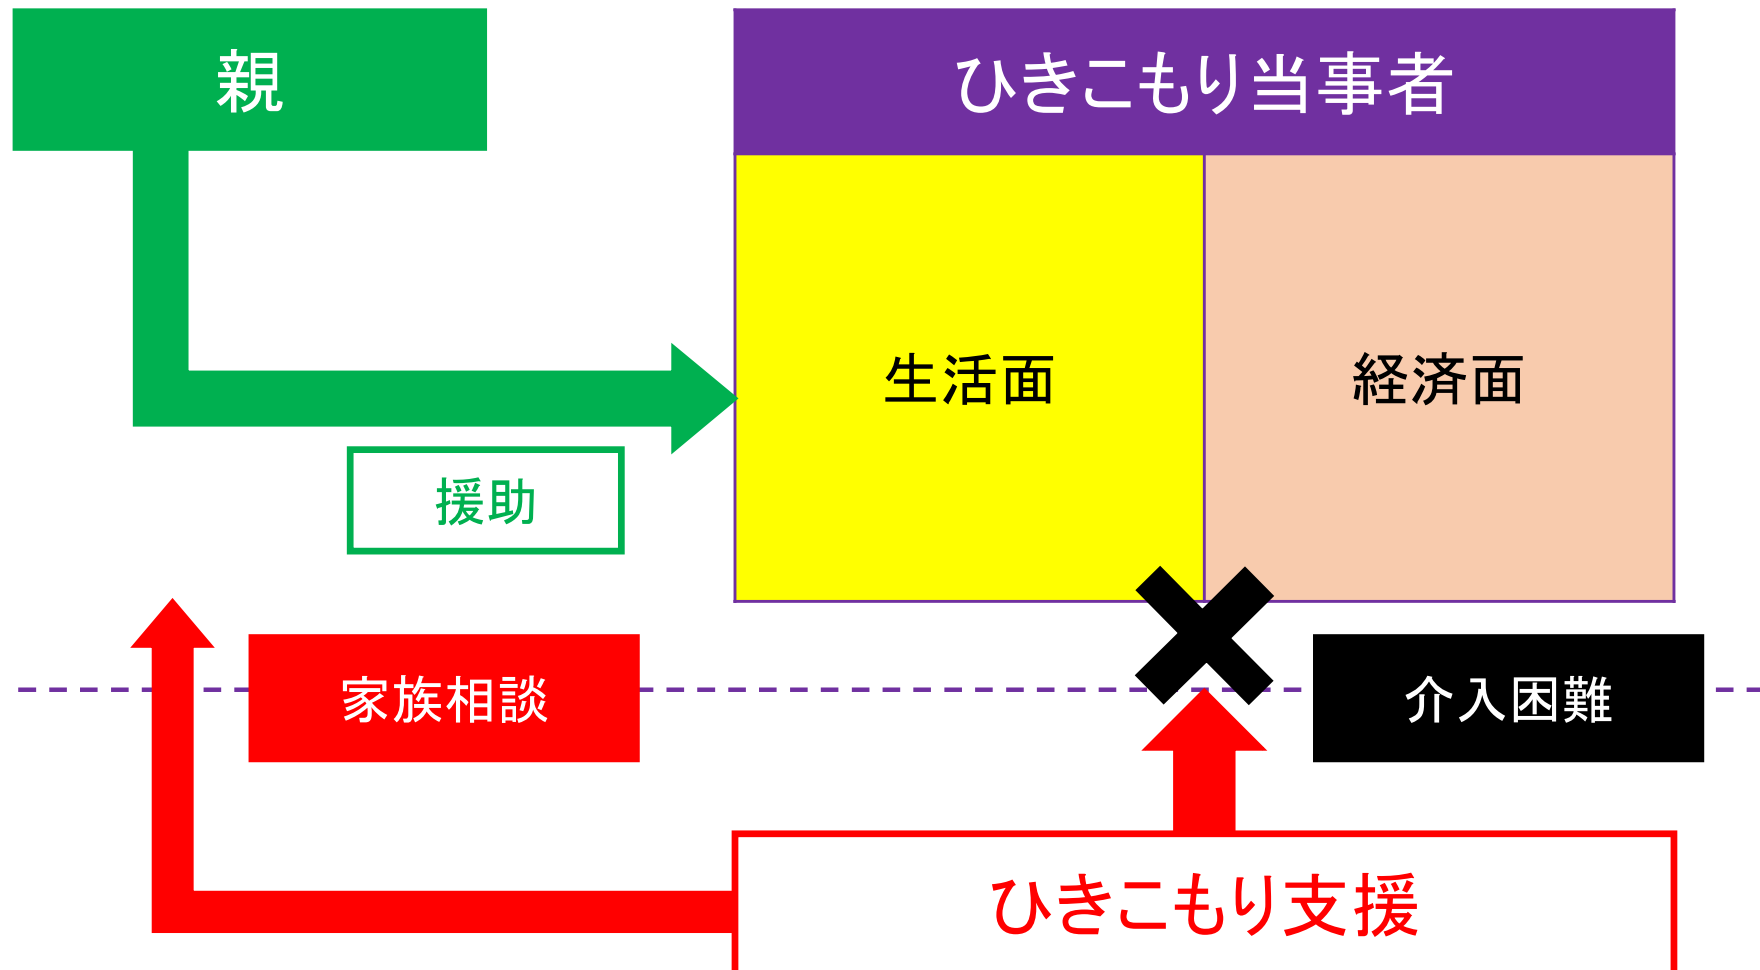 親
ひきこもり当事者
生活面
経済面
援助
家族相談
介入困難
ひきこもり支援